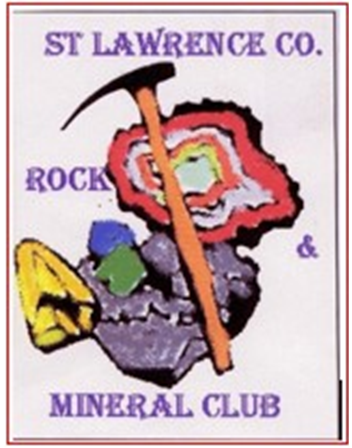 ST LAWRENCE CO.
ROCK
&
MINERAL CLUB